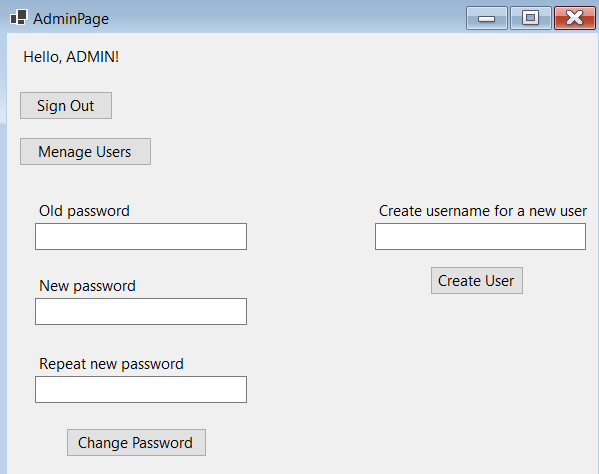 AdminPage
Hello, ADMIN!
Sign Out
Menage Users
Old password
Create username for a new user
New password
Create User
Repeat new password
Change Password